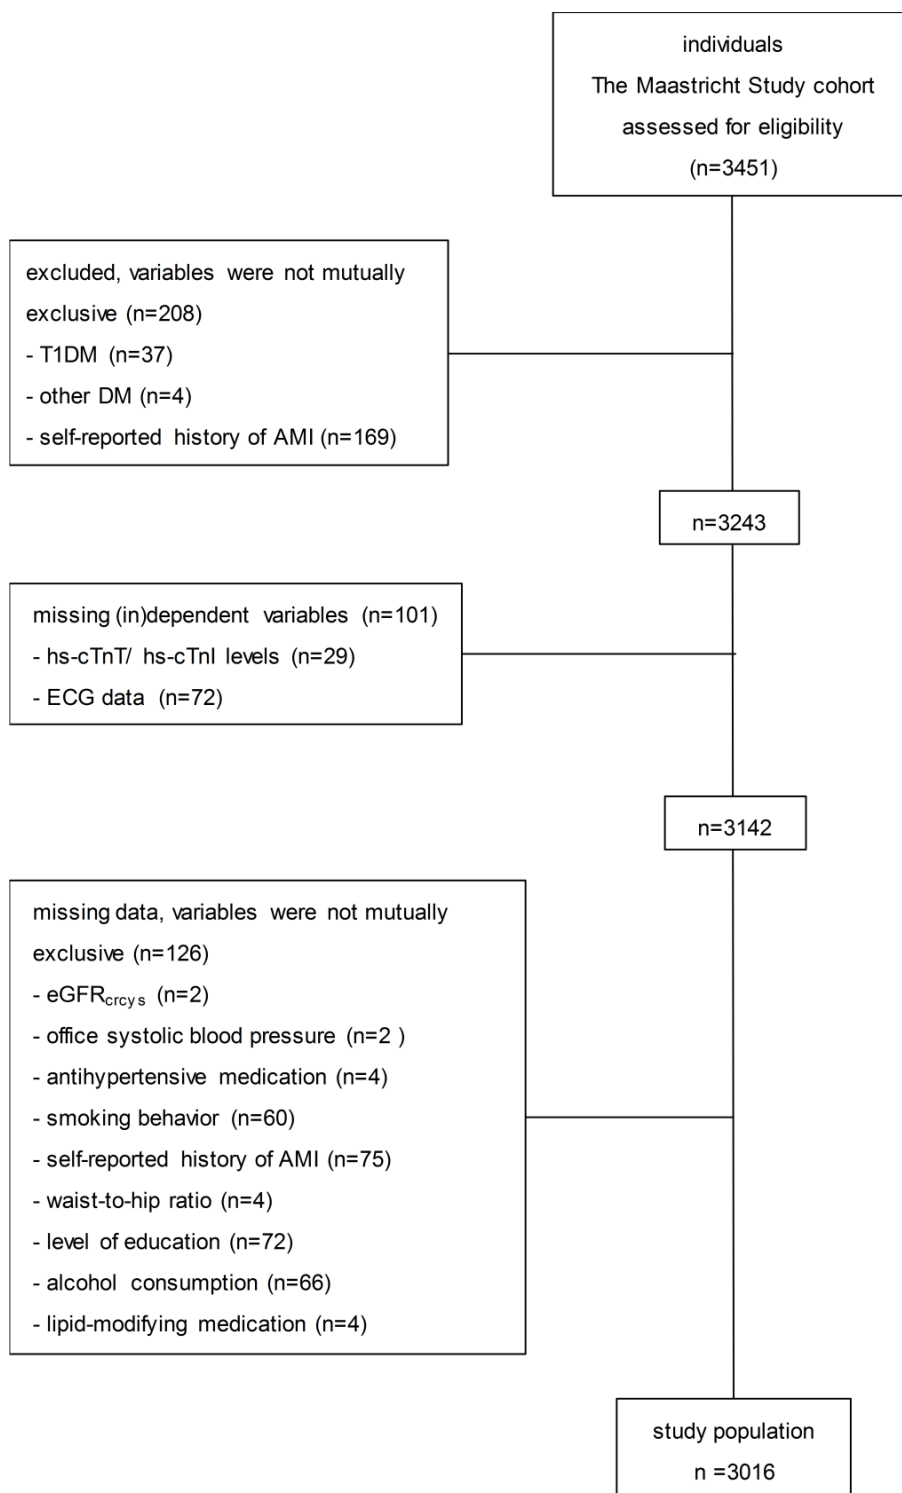 individuals
The Maastricht Study cohort
assessed for eligibility
(n=3451)
excluded, variables were not mutually
exclusive (n=208)
- T1DM (n=37)
- other DM (n=4)
- self-reported history of AMI (n=169)
n=3243
missing (in)dependent variables (n=101)
- hs-cTnT/ hs-cTnI levels (n=29)
- ECG data (n=72)
n=3142
missing data, variables were not mutually
exclusive (n=126)
- eGFRcrcys (n=2)
- office systolic blood pressure (n=2 )
- antihypertensive medication (n=4)
- smoking behavior (n=60)
- self-reported history of AMI (n=75)
- waist-to-hip ratio (n=4)
- level of education (n=72)
- alcohol consumption (n=66)
- lipid-modifying medication (n=4)
study population
n =3016